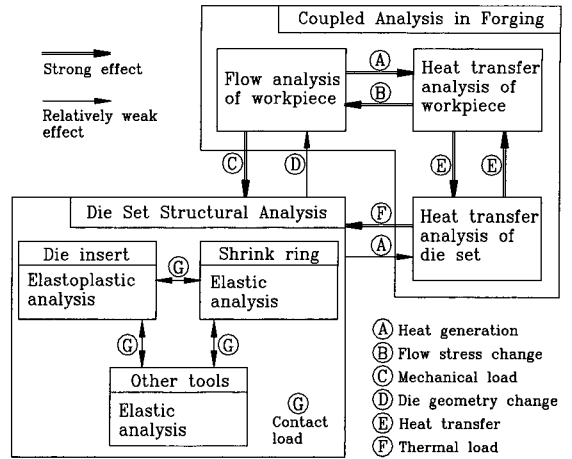 Coupled Analysis in Forging
Strong effect
Relatively weak
effect
Flow analysis
of workpiece
A
B
Heat transfer
analysis of
workpiece
C
D
E
E
Die Set Structural Analysis
F
A
Heat transfer
analysis of
die set
Die insert
Elastoplastic
analysis
G
Shrink ring
Elastic
analysis
G
G
Other tools
Elastic
analysis
G
Contact
load
A Heat generation
B Flow stress change
C Mechanical load
D Die geometry change
E Heat transfer
F Thermal load